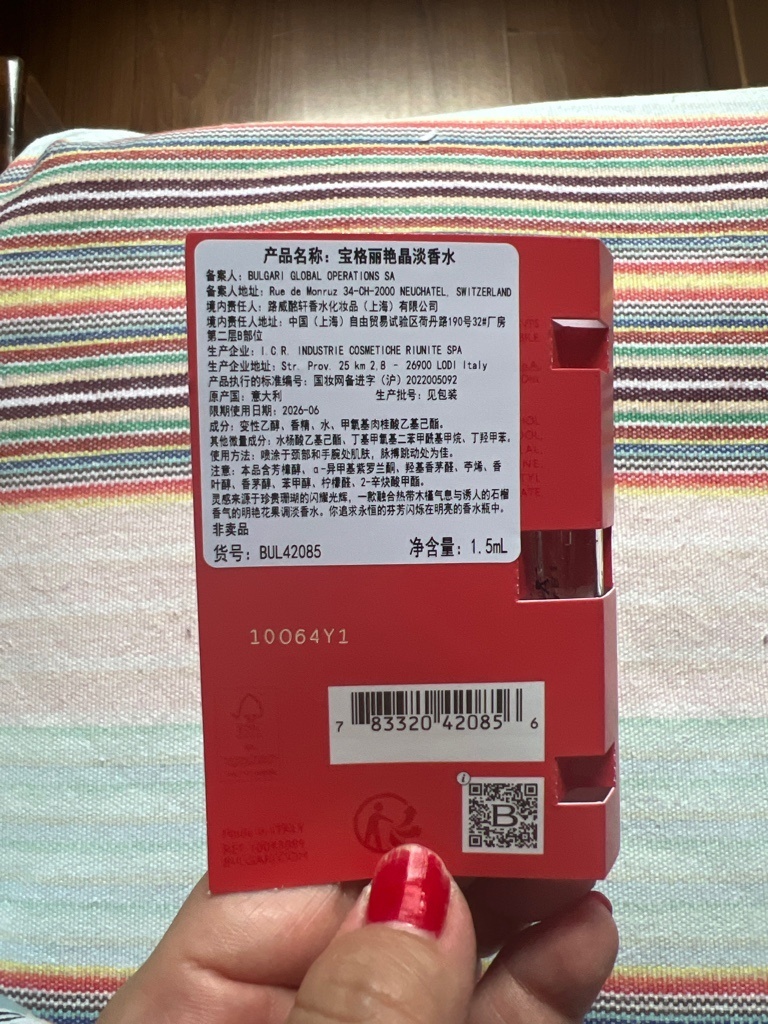 产品名称：宝格丽艳晶淡香水
备案人：BULGARI GLOBAL OPERATIONS SA
备案人地址：Rue de Monruz 34-CH-2000 NEUCHATEL, SWITZERLAND
境内责任人：路威酩轩香水化妆品（上海）有限公司
境内责任人地址：中国（上海）自由贸易试验区荷丹路190号32#厂房
第二层B部位
生产企业：I.C.R. INDUSTRIE COSMETICHE RIUNITE SPA
生产企业地址：Str. Prov. 25 km 2.8 - 26900 LODI Italy
产品执行的标准编号：国妆网备进字（沪）2022005092
原产国：意大利 生产批号：见包装
限期使用日期：2026-06
成分：变性乙醇、香精、水、甲氧基肉桂酸乙基己酯。
其他微量成分：水杨酸乙基己酯、丁基甲氧基二苯甲酰基甲烷、丁羟甲苯。
使用方法：喷涂于颈部和手腕处肌肤，脉搏跳动处为佳。
注意：本品含芳樟醇、α-异甲基紫罗兰酮、羟基香茅醛、苧烯、香
叶醇、香茅醇、苯甲醇、柠檬醛、2-辛炔酸甲酯。
灵感来源于珍贵珊瑚的闪耀光辉，一款融合热带木槿气息与诱人的石榴
香气的明艳花果调淡香水。你追求永恒的芬芳闪烁在明亮的香水瓶中。
非卖品
货号：BUL42085 净含量：1.5mL
10064Y1
7 83320 42085 6
i
B